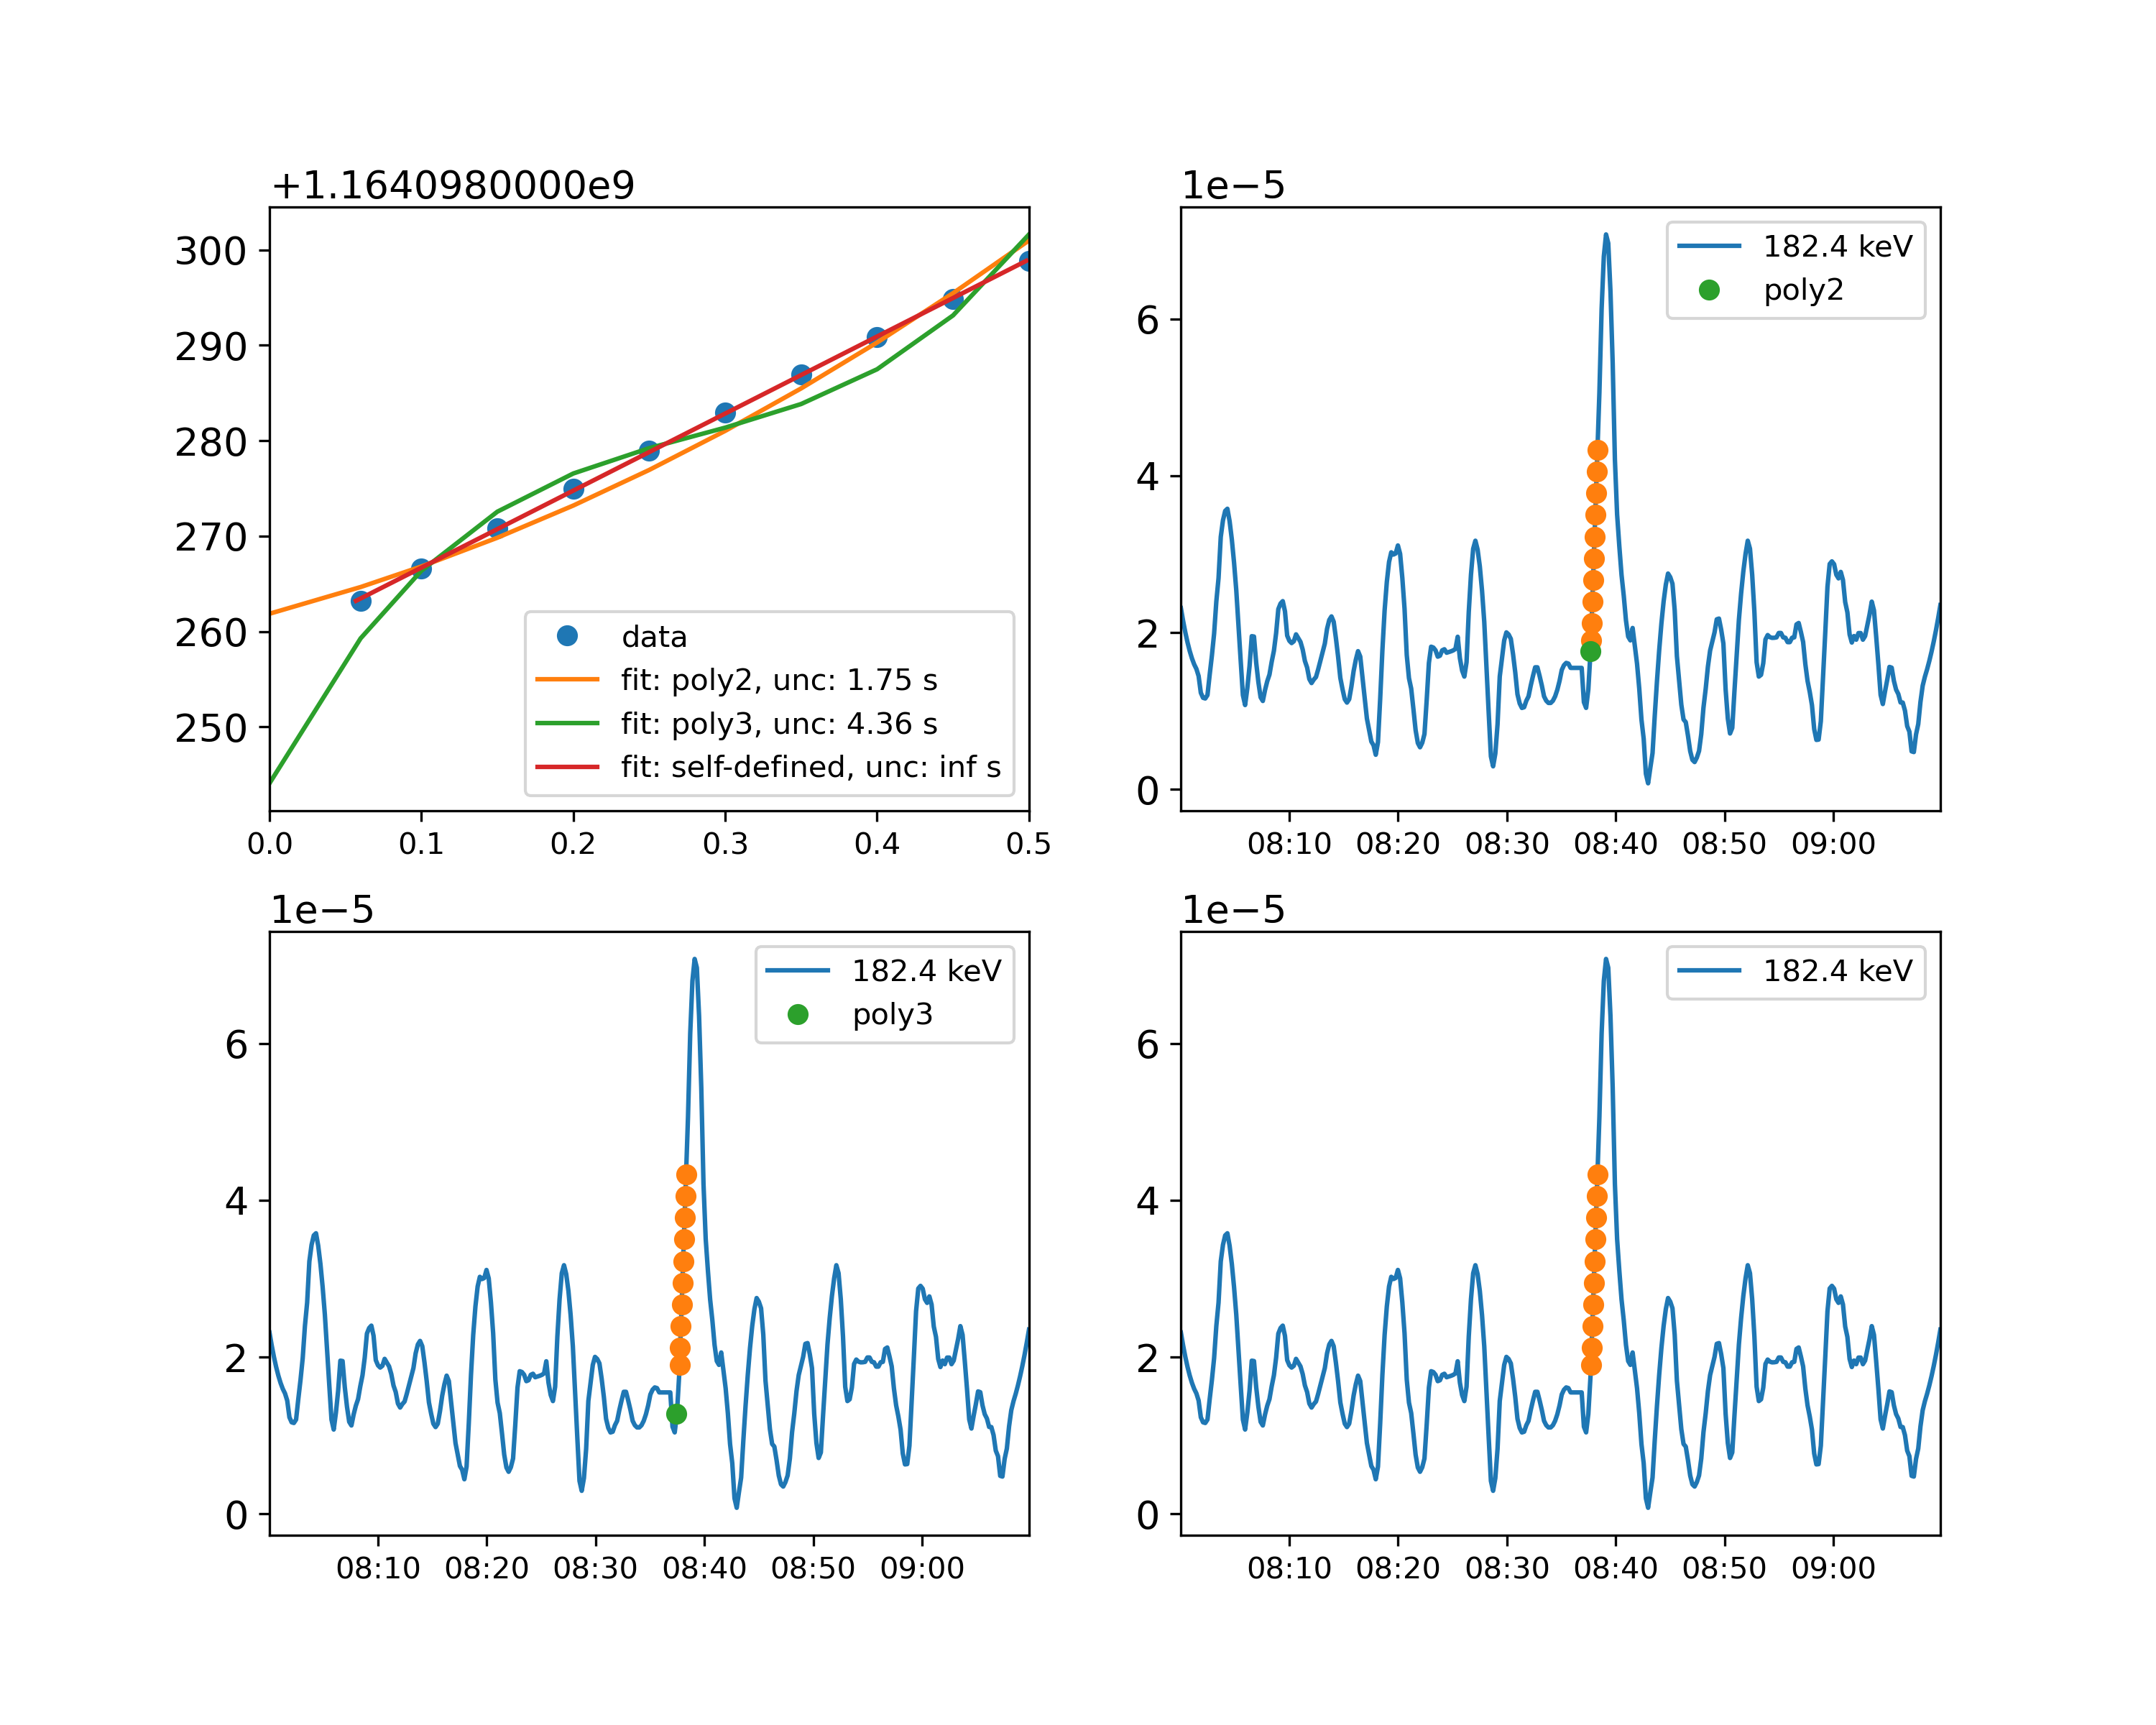 +1.1640980000e9
300
290
280
270
260
250
0.0 0.1 0.2 0.3 0.4 0.5
data
fit: poly2, unc: 1.75 s
fit: poly3, unc: 4.36 s
fit: self-defined, unc: inf s
1e−5
6
4
2
0
08:10 08:20 08:30 08:40 08:50 09:00
182.4 keV
poly2
1e−5
6
4
2
0
08:10 08:20 08:30 08:40 08:50 09:00
182.4 keV
poly3
1e−5
6
4
2
0
08:10 08:20 08:30 08:40 08:50 09:00
182.4 keV